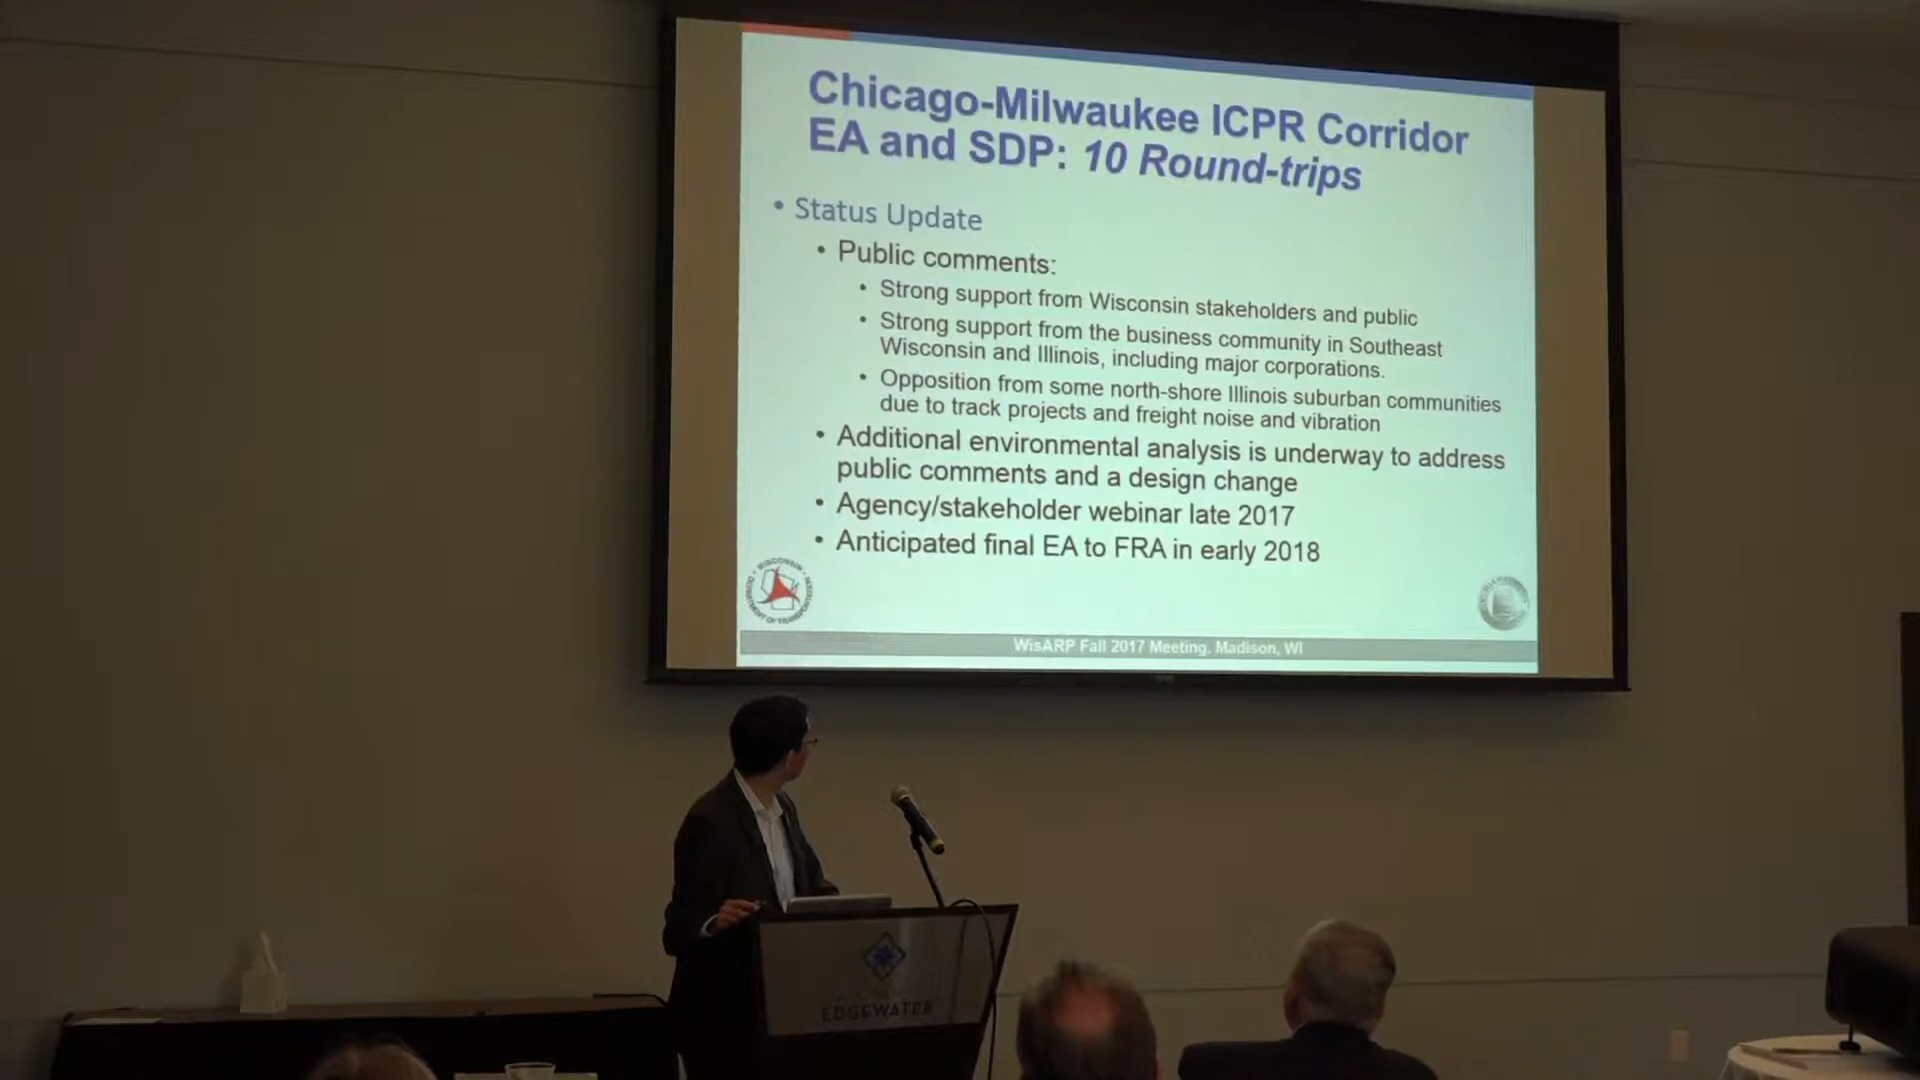 Chicago-Milwaukee ICPR Corridor
EA and SDP: 10 Round-trips
• Status Update
• Public comments:
• Strong support from Wisconsin stakeholders and public
• Strong support from the business community in Southeast
Wisconsin and Illinois, including major corporations.
• Opposition from some north-shore Illinois suburban communities
due to track projects and freight noise and vibration
• Additional environmental analysis is underway to address
public comments and a design change
• Agency/stakeholder webinar late 2017
• Anticipated final EA to FRA in early 2018
WISCONSIN
DEPARTMENT OF TRANSPORTATION
WisARP Fall 2017 Meeting. Madison, WI
EDGEWATER